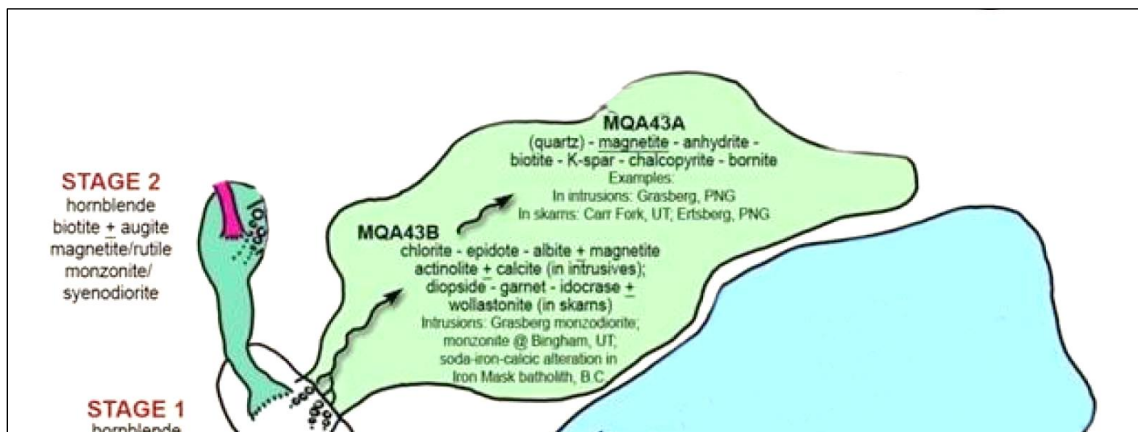 MQA43A
(quartz) - magnetite - anhydrite -
biotite - K-spar - chalcopyrite - bornite
Examples:
In intrusions: Grasberg, PNG
In skarns: Carr Fork, UT; Ertsberg, PNG
STAGE 2
hornblende
biotite + augite
magnetite/rutile
monzonite/
syenodiorite
MQA43B
chlorite - epidote - albite + magnetite
actinolite + calcite (in intrusives);
diopside - garnet - idocrase +
wollastonite (in skarns)
Intrusions: Grasberg monzodiorite;
monzonite @ Bingham, UT;
soda-iron-calcic alteration in
Iron Mask batholith, B.C.
STAGE 1
hornblende